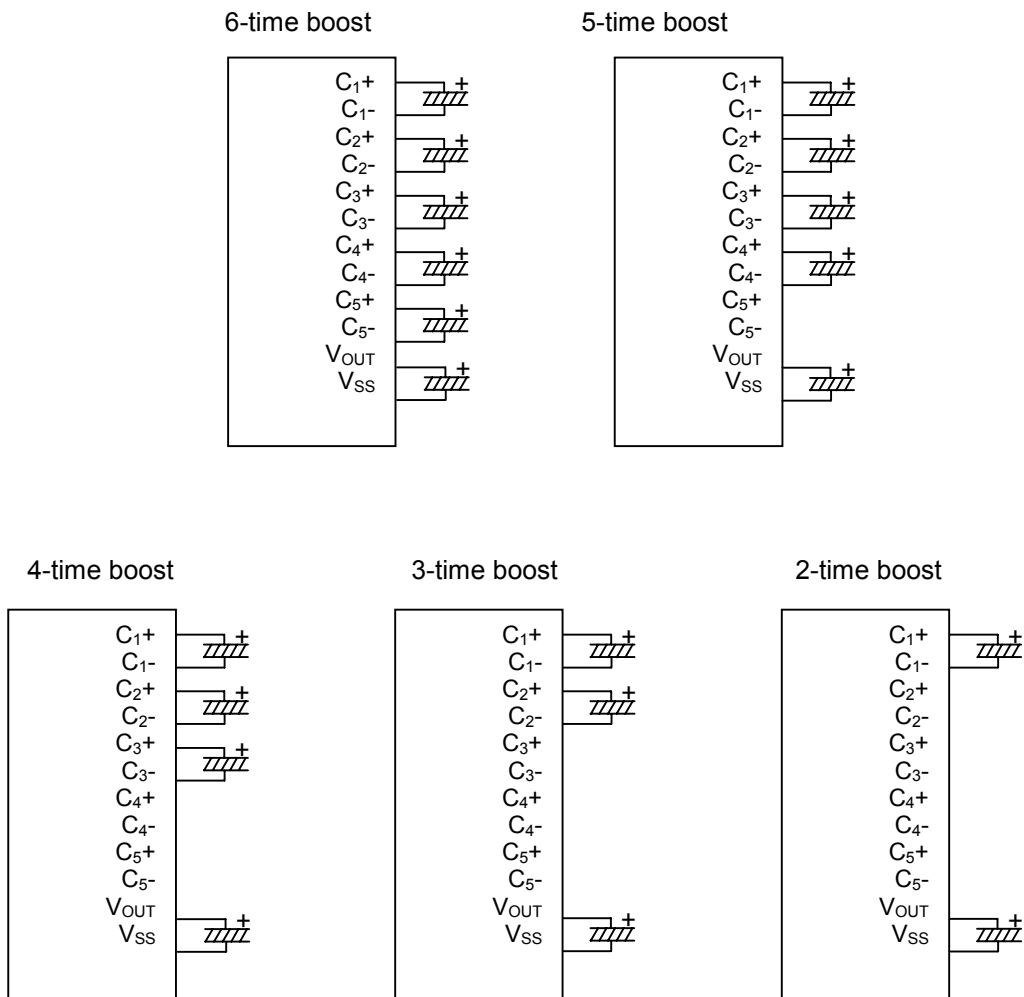 6-time boost
C1+ +
C1-
C2+ +
C2-
C3+ +
C3-
C4+ +
C4-
C5+ +
C5-
VOUT +
VSS
5-time boost
C1+ +
C1-
C2+ +
C2-
C3+ +
C3-
C4+ +
C4-
C5+
C5-
VOUT +
VSS
4-time boost
C1+ +
C1-
C2+ +
C2-
C3+ +
C3-
C4+
C4-
C5+
C5-
VOUT +
VSS
3-time boost
C1+ +
C1-
C2+ +
C2-
C3+
C3-
C4+
C4-
C5+
C5-
VOUT +
VSS
2-time boost
C1+ +
C1-
C2+
C2-
C3+
C3-
C4+
C4-
C5+
C5-
VOUT +
VSS